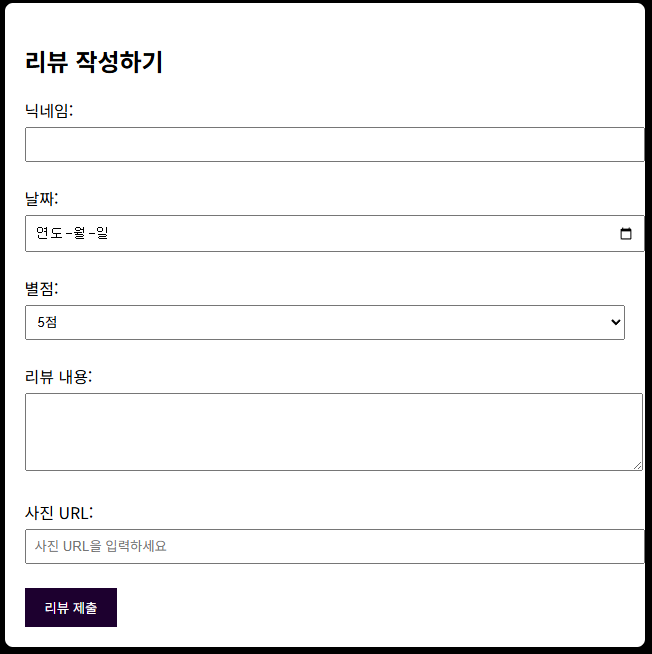 리뷰 작성하기
닉네임:
날짜:
연도-월-일
별점:
5점
리뷰 내용:
사진 URL:
사진 URL을 입력하세요
리뷰 제출